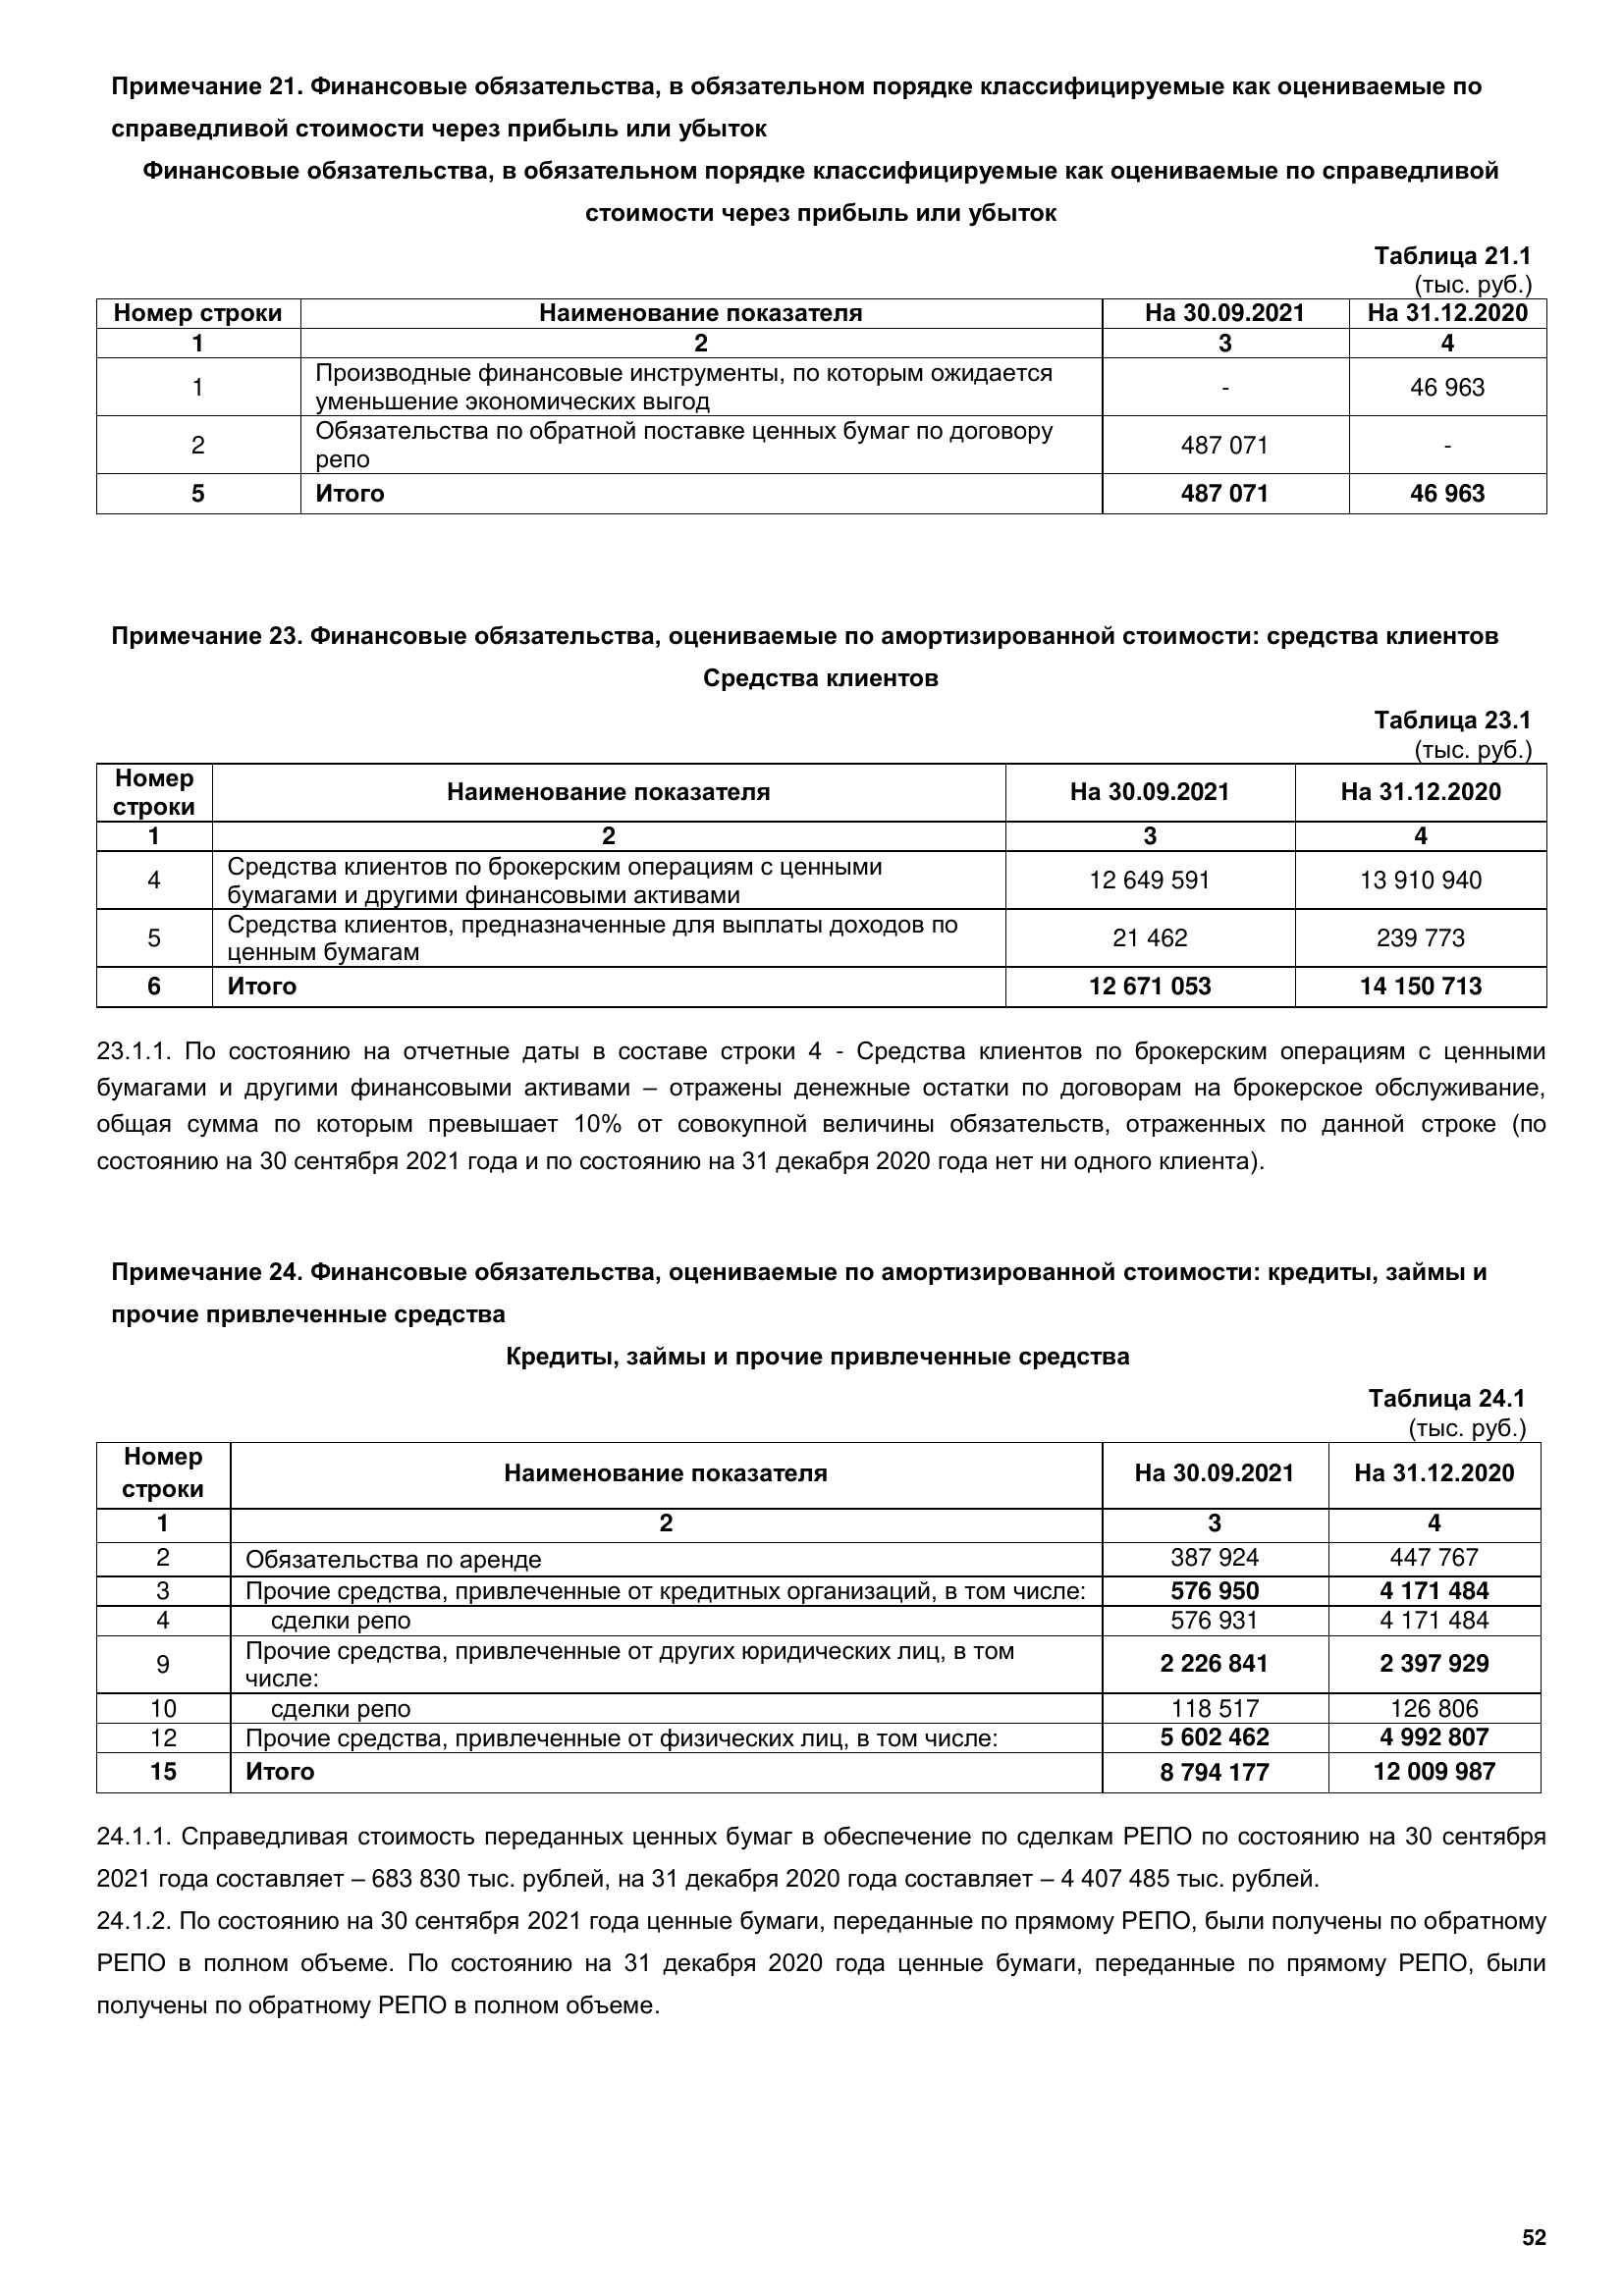 Примечание 21. Финансовые обязательства, в обязательном порядке классифицируемые как оцениваемые по
справедливой стоимости через прибыль или убыток
Финансовые обязательства, в обязательном порядке классифицируемые как оцениваемые по справедливой
стоимости через прибыль или убыток
Таблица 21.1
(тыс. руб.)
Номер строки Наименование показателя На 30.09.2021 На 31.12.2020
1 2 3 4
1 Производные финансовые инструменты, по которым ожидается
уменьшение экономических выгод - 46 963
2 Обязательства по обратной поставке ценных бумаг по договору
репо 487 071 -
5 Итого 487 071 46 963
Примечание 23. Финансовые обязательства, оцениваемые по амортизированной стоимости: средства клиентов
Средства клиентов
Таблица 23.1
(тыс. руб.)
Номер
строки Наименование показателя На 30.09.2021 На 31.12.2020
1 2 3 4
4 Средства клиентов по брокерским операциям с ценными
бумагами и другими финансовыми активами 12 649 591 13 910 940
5 Средства клиентов, предназначенные для выплаты доходов по
ценным бумагам 21 462 239 773
6 Итого 12 671 053 14 150 713
23.1.1. По состоянию на отчетные даты в составе строки 4 - Средства клиентов по брокерским операциям с ценными
бумагами и другими финансовыми активами – отражены денежные остатки по договорам на брокерское обслуживание,
общая сумма по которым превышает 10% от совокупной величины обязательств, отраженных по данной строке (по
состоянию на 30 сентября 2021 года и по состоянию на 31 декабря 2020 года нет ни одного клиента).
Примечание 24. Финансовые обязательства, оцениваемые по амортизированной стоимости: кредиты, займы и
прочие привлеченные средства
Кредиты, займы и прочие привлеченные средства
Таблица 24.1
(тыс. руб.)
Номер
строки Наименование показателя На 30.09.2021 На 31.12.2020
1 2 3 4
2 Обязательства по аренде 387 924 447 767
3 Прочие средства, привлеченные от кредитных организаций, в том числе: 576 950 4 171 484
4 сделки репо 576 931 4 171 484
9 Прочие средства, привлеченные от других юридических лиц, в том
числе: 2 226 841 2 397 929
10 сделки репо 118 517 126 806
12 Прочие средства, привлеченные от физических лиц, в том числе: 5 602 462 4 992 807
15 Итого 8 794 177 12 009 987
24.1.1. Справедливая стоимость переданных ценных бумаг в обеспечение по сделкам РЕПО по состоянию на 30 сентября
2021 года составляет – 683 830 тыс. рублей, на 31 декабря 2020 года составляет – 4 407 485 тыс. рублей.
24.1.2. По состоянию на 30 сентября 2021 года ценные бумаги, переданные по прямому РЕПО, были получены по обратному
РЕПО в полном объеме. По состоянию на 31 декабря 2020 года ценные бумаги, переданные по прямому РЕПО, были
получены по обратному РЕПО в полном объеме.
52